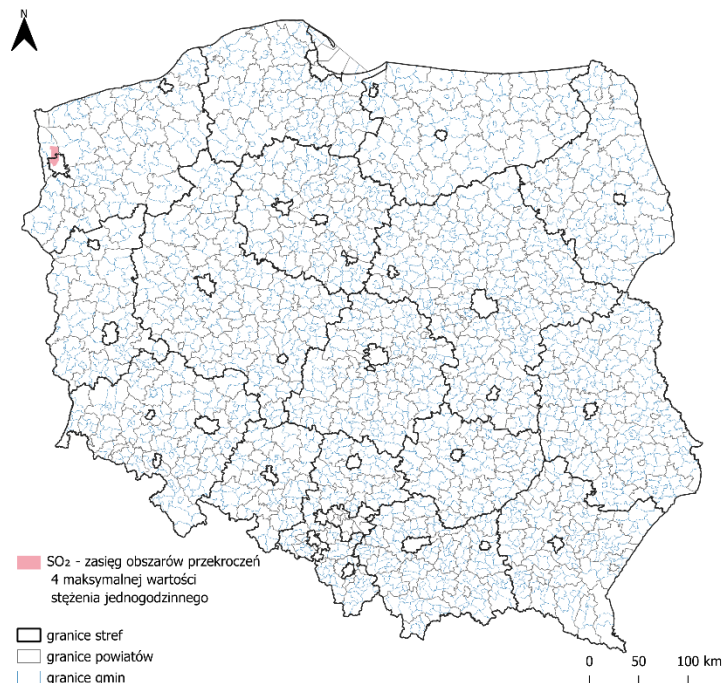 N
SO₂ - zasięg obszarów przekroczeń
4 maksymalnej wartości
stężenia jednogodzinnego
granice stref
granice powiatów
granice gmin
0 50 100 km